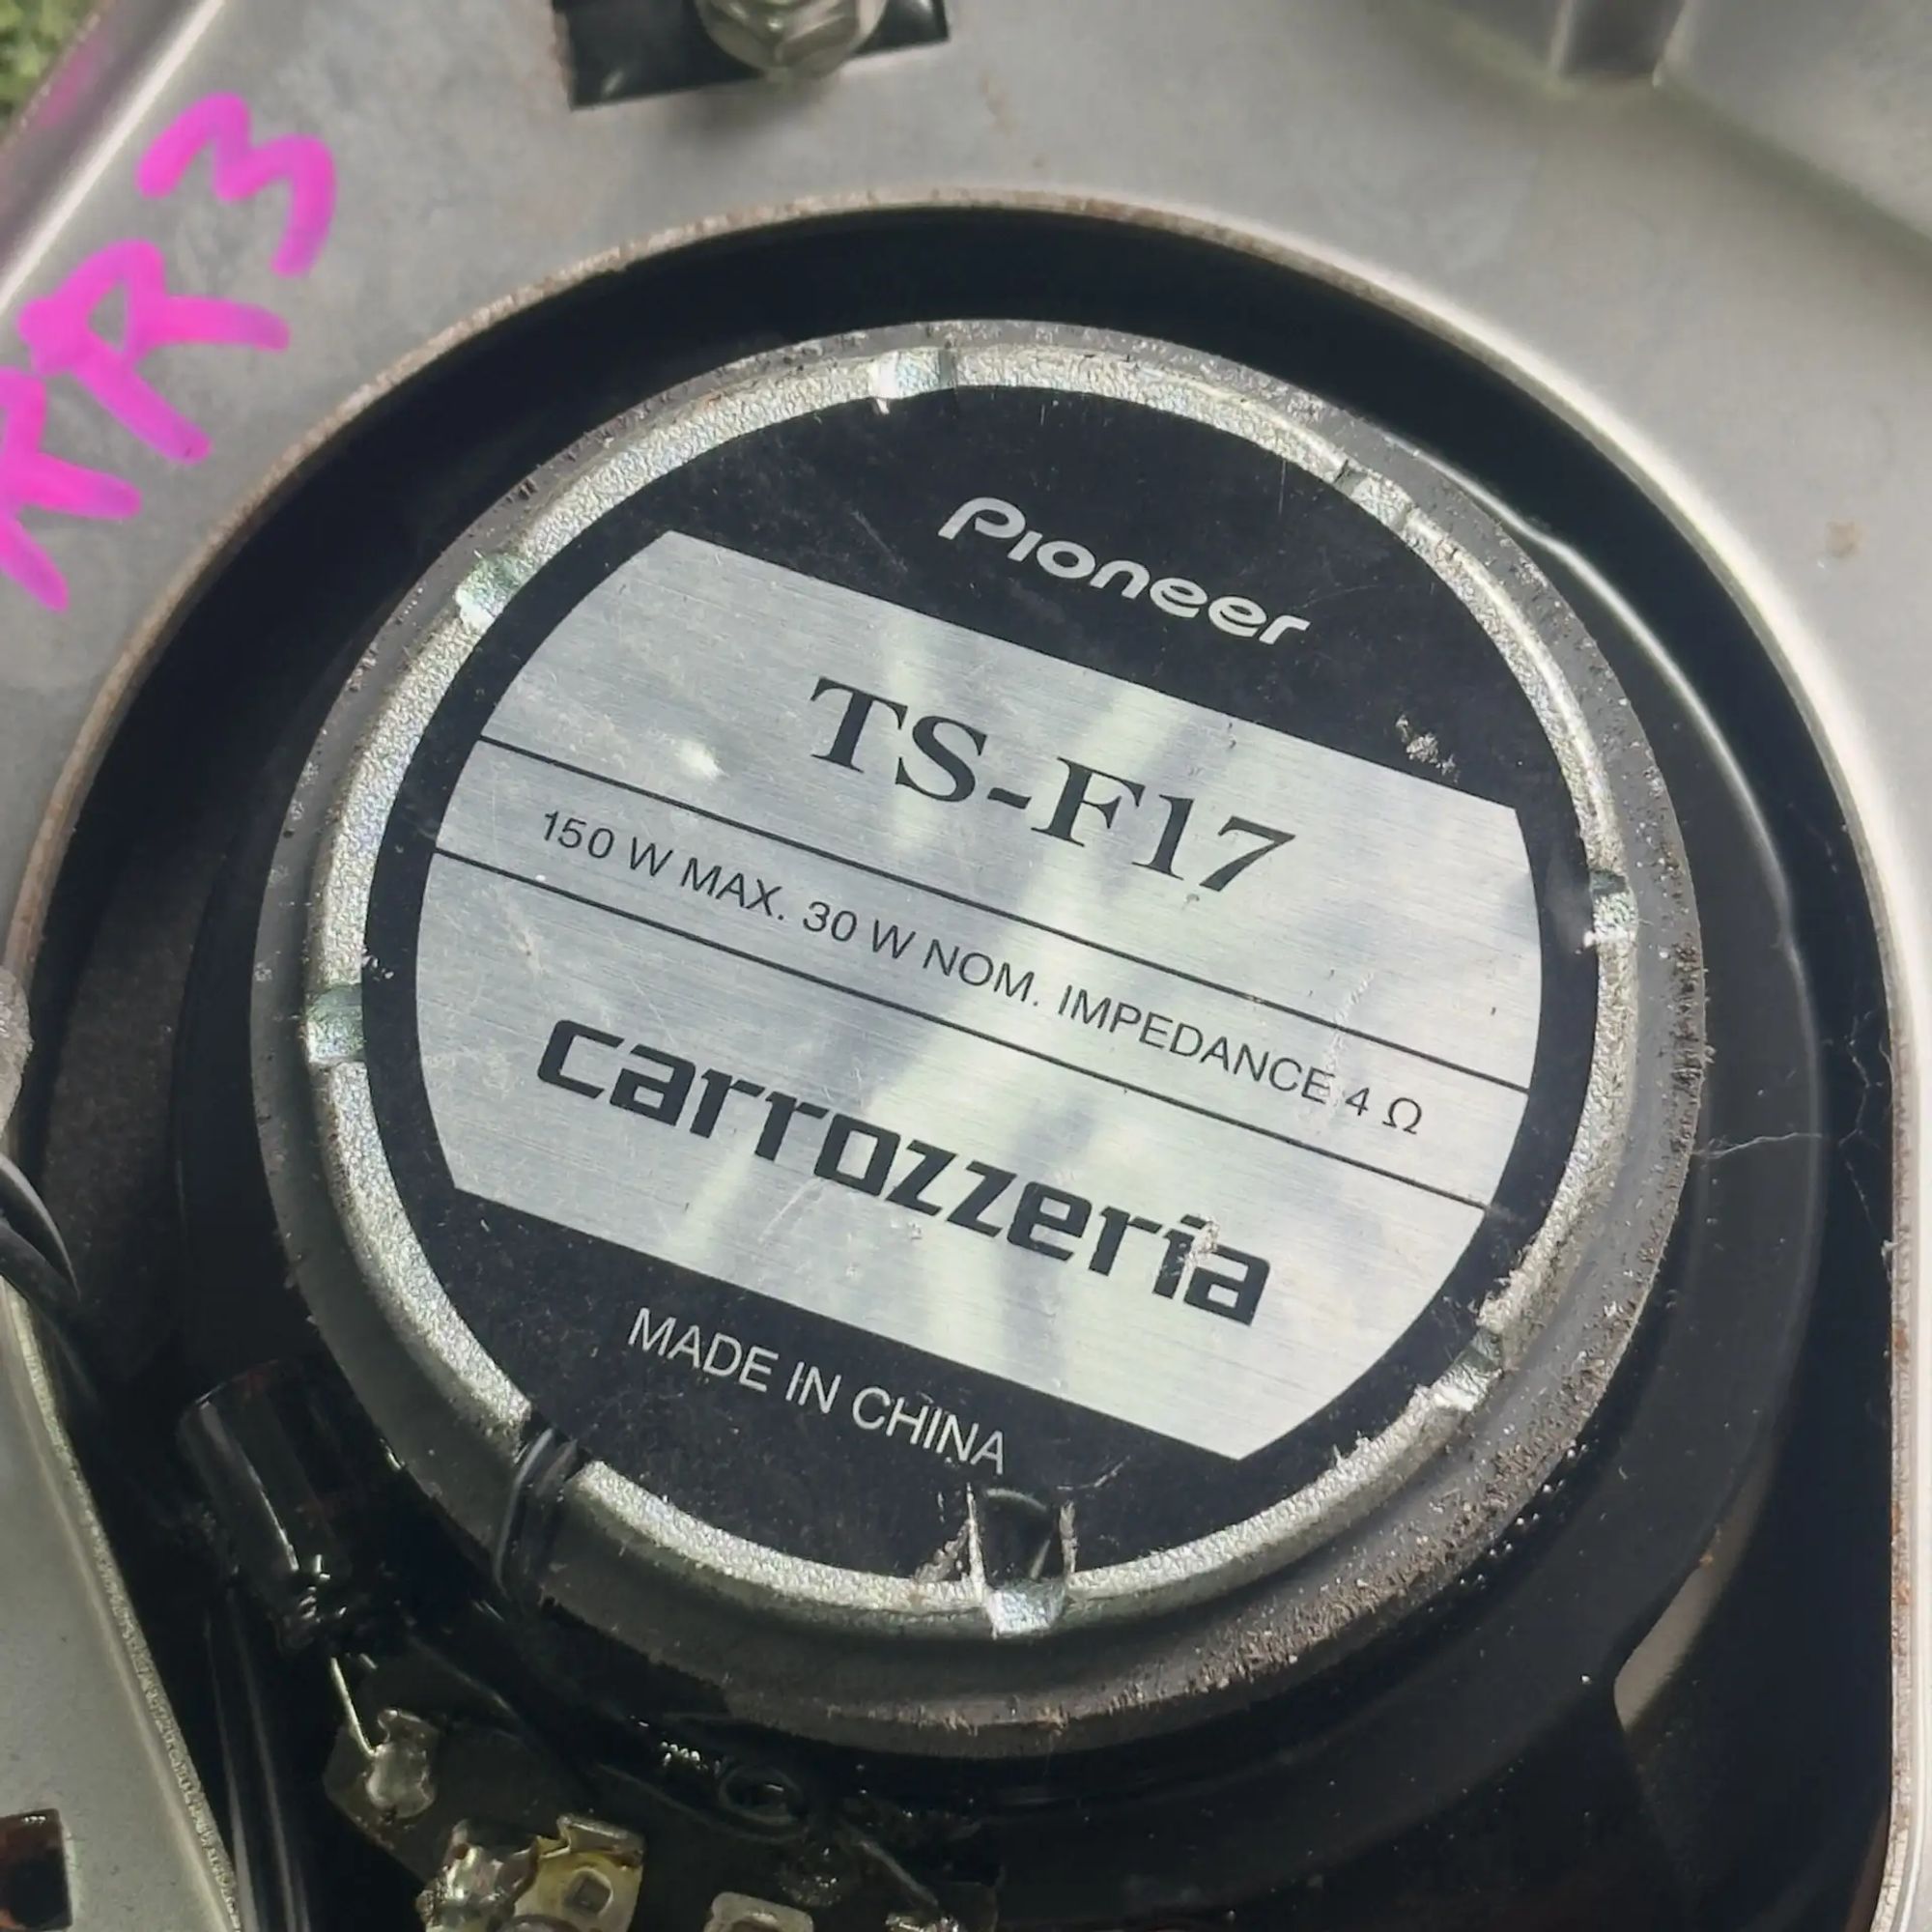 Pioneer
TS-F17
150 W MAX. 30 W NOM. IMPEDANCE 4 Ω
carrozzeria
MADE IN CHINA